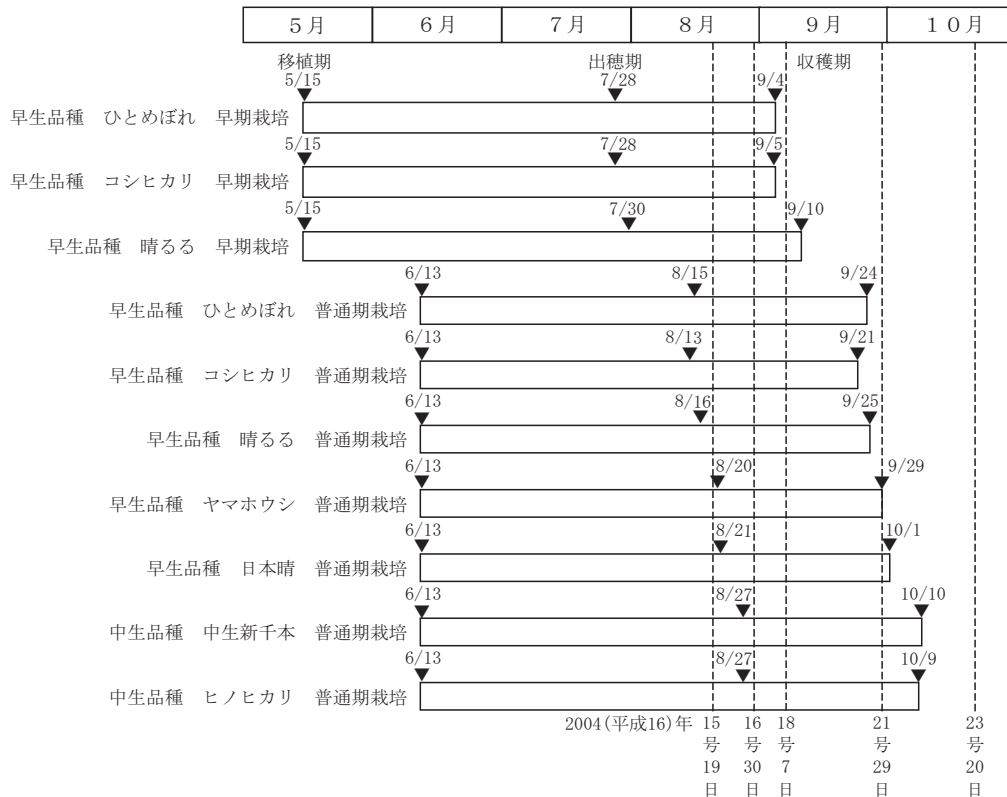 ５月 ６月 ７月 ８月 ９月 １０月
移植期 出穂期 収穫期
5/15 7/28 9/4
早生品種　ひとめぼれ　早期栽培
5/15 7/28 9/5
早生品種　コシヒカリ　早期栽培
5/15 7/30 9/10
早生品種　晴るる　早期栽培
6/13 8/15 9/24
早生品種　ひとめぼれ　普通期栽培
6/13 8/13 9/21
早生品種　コシヒカリ　普通期栽培
6/13 8/16 9/25
早生品種　晴るる　普通期栽培
6/13 8/20 9/29
早生品種　ヤマホウシ　普通期栽培
6/13 8/21 10/1
早生品種　日本晴　普通期栽培
6/13 8/27 10/10
中生品種　中生新千本　普通期栽培
6/13 8/27 10/9
中生品種　ヒノヒカリ　普通期栽培
2004(平成16)年
15号19日
16号30日
18号7日
21号29日
23号20日